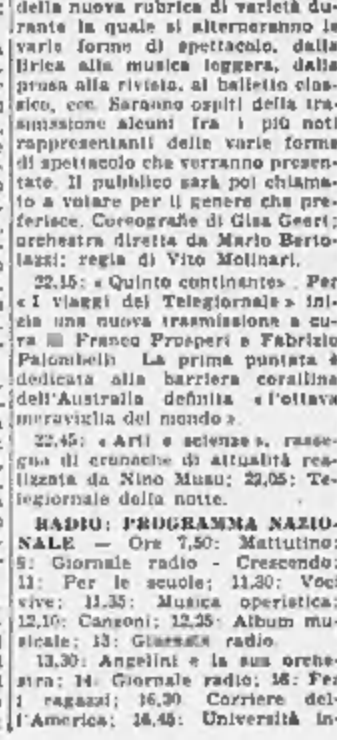 della nuova rubrica di varietà du-
rante la quale si alterneranno le
varie forme di spettacolo, dalla
lirica alla musica leggera, dalla
prosa alla rivista, al balletto clas-
sico, ecc. Saranno ospiti della tra-
smissione alcuni fra i più noti
rappresentanti delle varie forme
di spettacolo che verranno presen-
tate. Il pubblico sarà poi chiama-
to a votare per il genere che pre-
ferisce. Coreografie di Gisa Geert;
orchestra diretta da Mario Berto-
lazzi; regia di Vito Molinari.
22,15: « Quinto continente». Per
« I viaggi del Telegiornale » ini-
zia una nuova trasmissione a cu-
ra Franco Prosperi e Fabrizio
Palombelli. La prima puntata è
dedicata alla barriera corallina
dell'Australia definita « l'ottava
meraviglia del mondo ».
22,45: « Arti e scienze », rasse-
gna di cronache di attualità rea-
lizzata da Nino Musu; 23,05: Te-
legiornale della notte.
RADIO: PROGRAMMA NAZIO-
NALE — Ore 7,50: Mattutino;
8: Giornale radio - Crescendo;
11: Per le scuole; 11,30: Voci
vive; 11,35: Musica operistica;
12,10: Canzoni; 12,25: Album mu-
sicale; 13: Giornale radio.
13,30: Angelini e la sua orche-
stra; 14: Giornale radio; 16: Per
i ragazzi; 16,30 Corriere del-
l'America; 16,45: Università in-